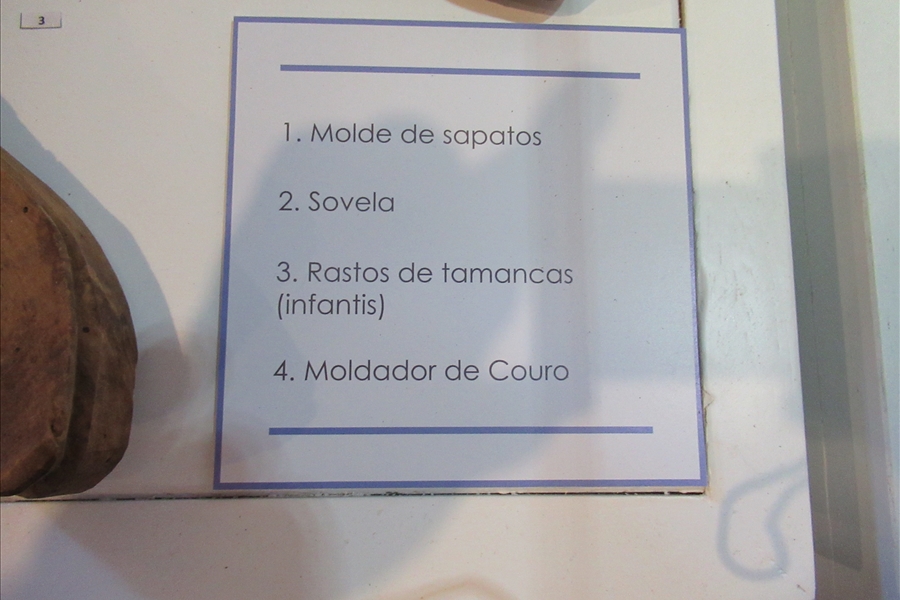 3
1. Molde de sapatos
2. Sovela
3. Rastos de tamancas
(infantis)
4. Moldador de Couro